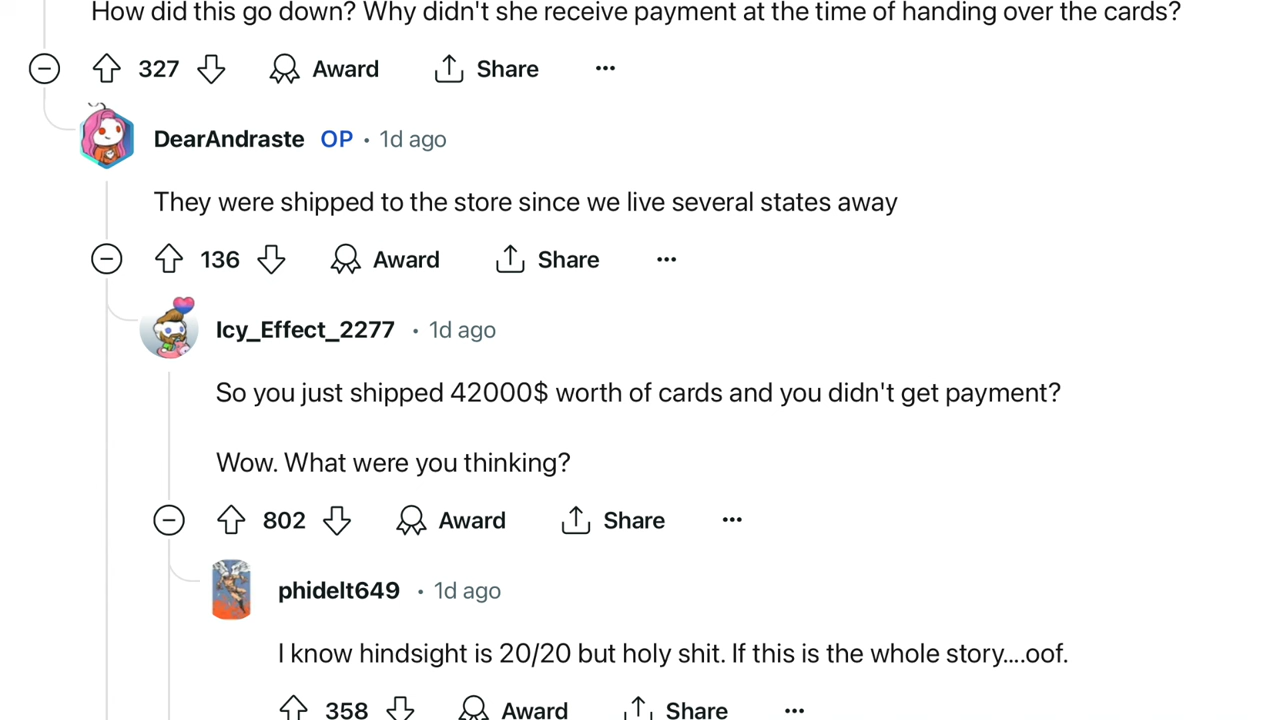 How did this go down? Why didn't she receive payment at the time of handing over the cards?
327 Award Share ...
DearAndraste OP • 1d ago
They were shipped to the store since we live several states away
136 Award Share ...
Icy_Effect_2277 • 1d ago
So you just shipped 42000$ worth of cards and you didn't get payment?
Wow. What were you thinking?
802 Award Share ...
phidelt649 • 1d ago
I know hindsight is 20/20 but holy shit. If this is the whole story....oof.
358 Award Share ...